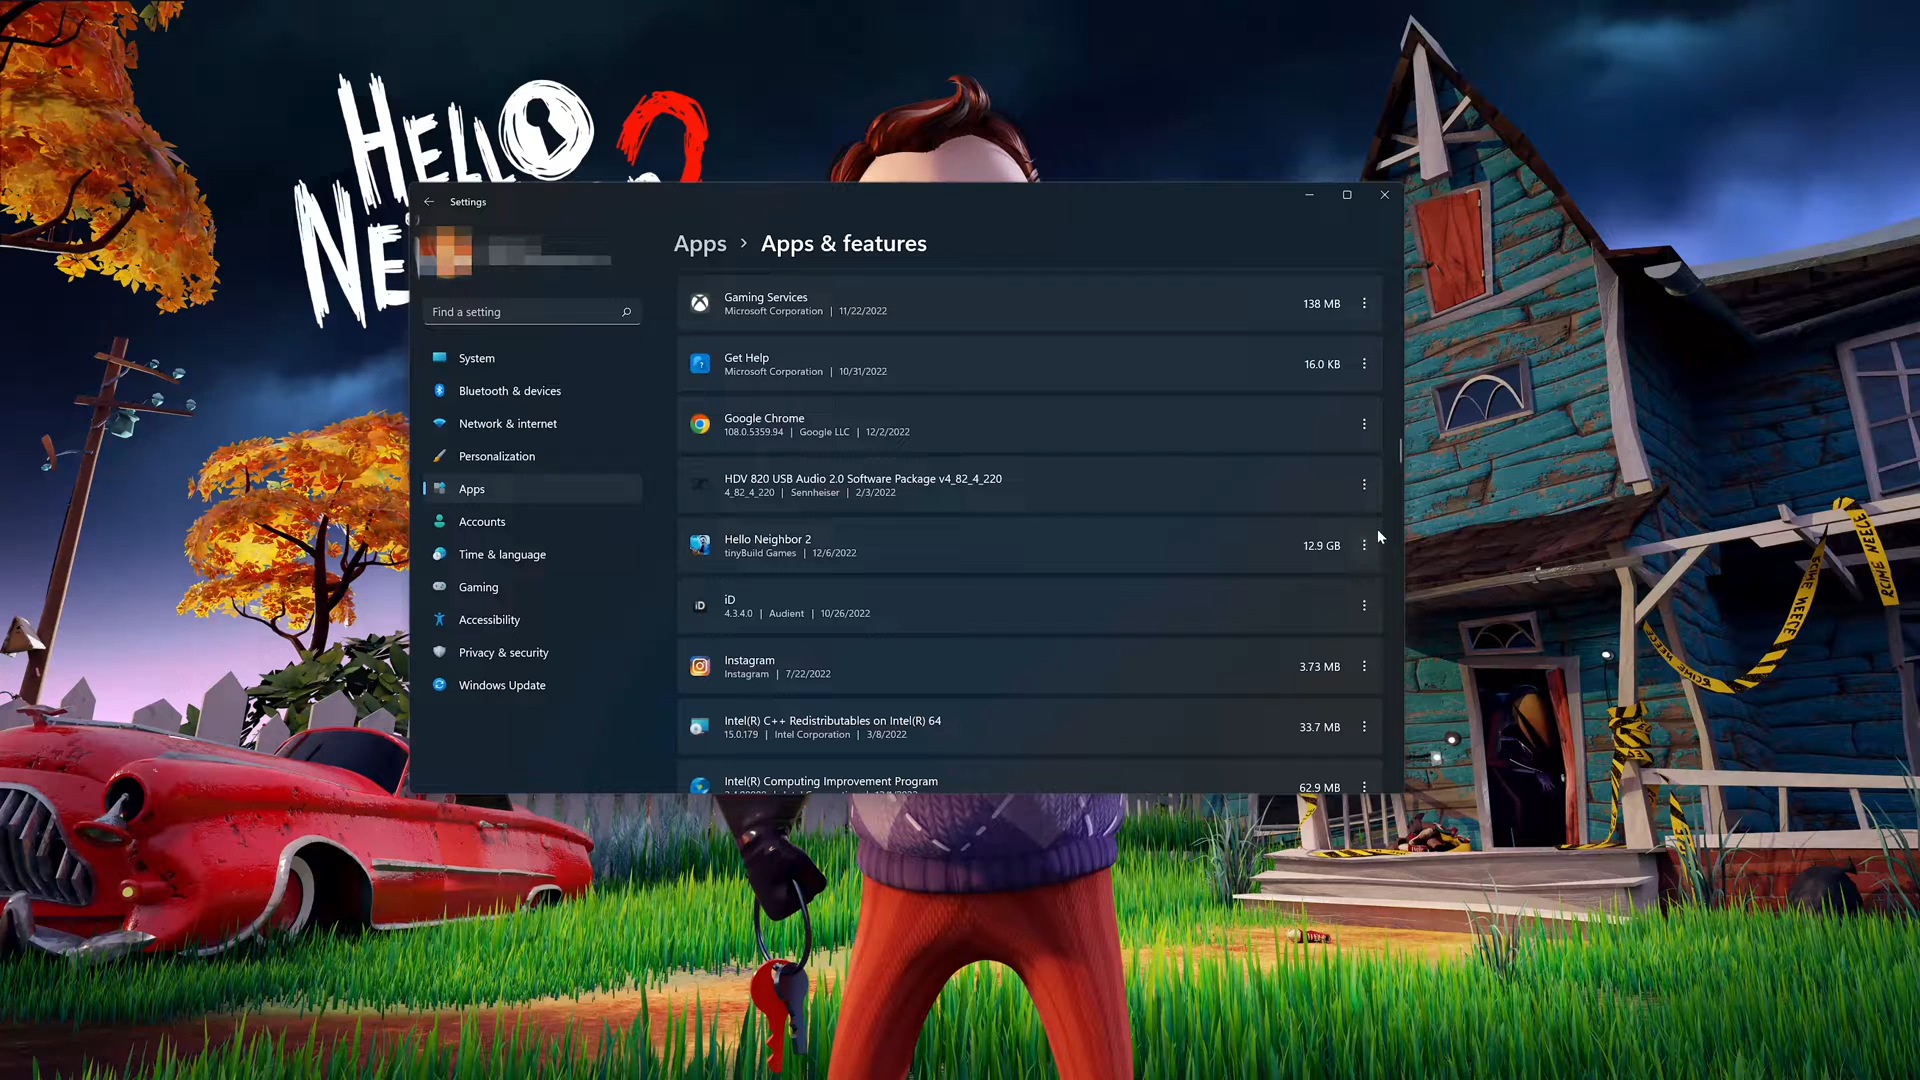 HELLO
NE
2
Settings
Apps > Apps & features
Find a setting
System
Bluetooth & devices
Network & internet
Personalization
Apps
Accounts
Time & language
Gaming
Accessibility
Privacy & security
Windows Update
Gaming Services
Microsoft Corporation | 11/22/2022
138 MB
Get Help
Microsoft Corporation | 10/31/2022
16.0 KB
Google Chrome
108.0.5359.94 | Google LLC | 12/2/2022
HDV 820 USB Audio 2.0 Software Package v4_82_4_220
4_82_4_220 | Sennheiser | 2/3/2022
Hello Neighbor 2
tinyBuild Games | 12/6/2022
12.9 GB
iD
iD
4.3.4.0 | Audient | 10/26/2022
Instagram
Instagram | 7/22/2022
3.73 MB
Intel(R) C++ Redistributables on Intel(R) 64
15.0.179 | Intel Corporation | 3/8/2022
33.7 MB
Intel(R) Computing Improvement Program
62.9 MB